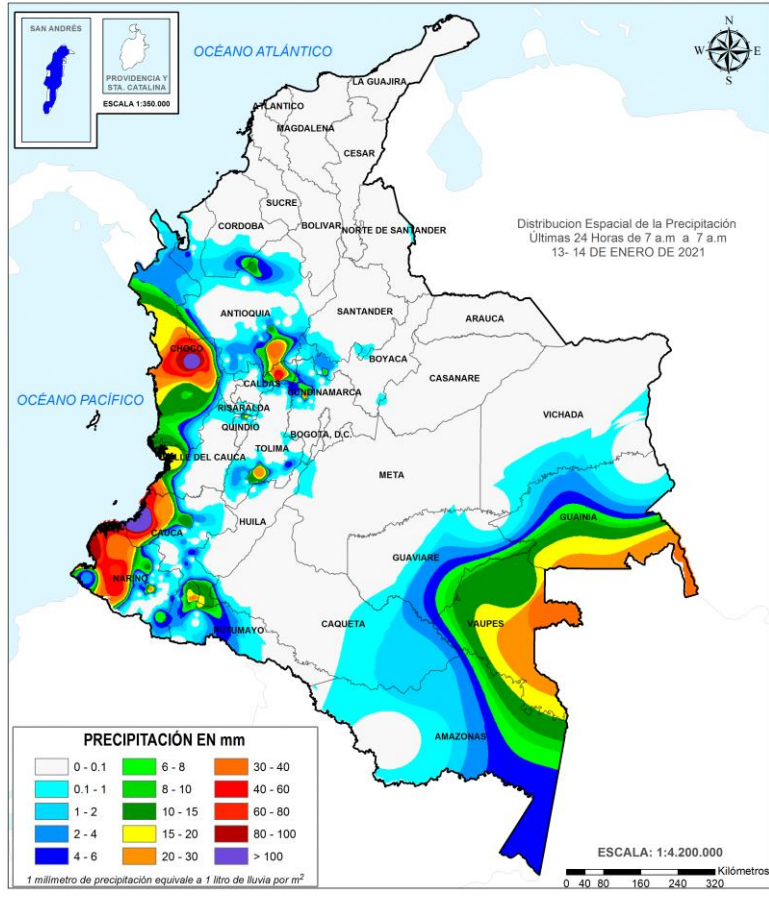 SAN ANDRÉS
PROVIDENCIA Y
STA. CATALINA
ESCALA 1:350.000
OCÉANO ATLÁNTICO
N
W
E
S
LA GUAJIRA
ATLANTICO
MAGDALENA
CESAR
SUCRE
CORDOBA
BOLIVAR
NORTE DE SANTANDER
Distribucion Espacial de la Precipitación
Últimas 24 Horas de 7 a.m a 7 a.m
13- 14 DE ENERO DE 2021
ANTIOQUIA
SANTANDER
ARAUCA
CHOCO
BOYACA
CASANARE
CALDAS
CUNDINAMARCA
OCÉANO PACÍFICO
RISARALDA
VICHADA
QUINDIO
BOGOTA, D.C.
TOLIMA
VALLE DEL CAUCA
META
HUILA
GUAINIA
CAUCA
GUAVIARE
NARIÑO
CAQUETA
VAUPES
PUTUMAYO
AMAZONAS
PRECIPITACIÓN EN mm
0 - 0.1
6 - 8
30 - 40
0.1 - 1
8 - 10
40 - 60
1 - 2
10 - 15
60 - 80
2 - 4
15 - 20
80 - 100
4 - 6
20 - 30
> 100
1 milímetro de precipitación equivale a 1 litro de lluvia por m²
ESCALA: 1:4.200.000
Kilómetros
0 40 80 160 240 320